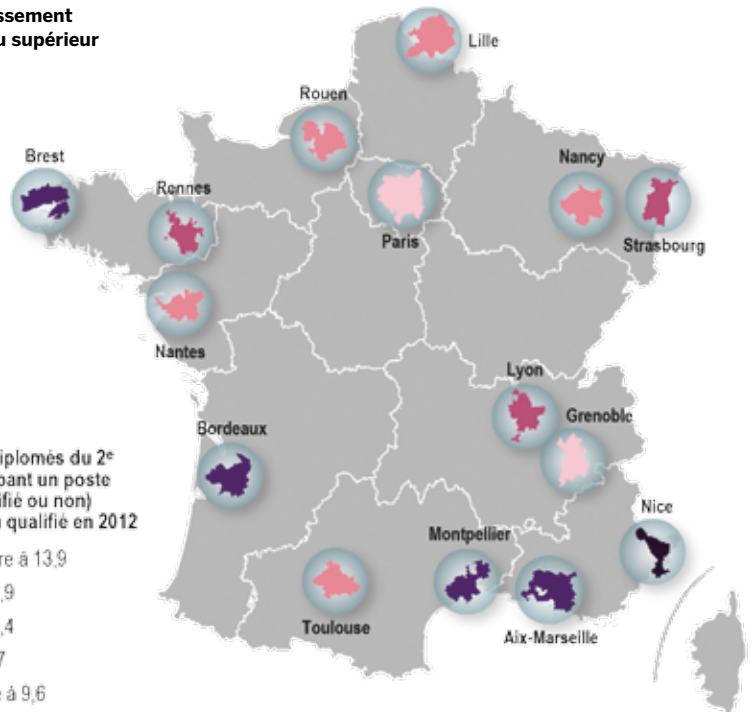 ssement
u supérieur
Lille
Rouen
Brest
Nancy
Rennes
Paris
Strasbourg
Nantes
Lyon
Grenoble
Bordeaux
iplomés du 2e
pant un poste
ifié ou non)
qualifié en 2012
Nice
Montpellier
re à 13,9
,9
,4
7
à 9,6
Toulouse
Aix-Marseille